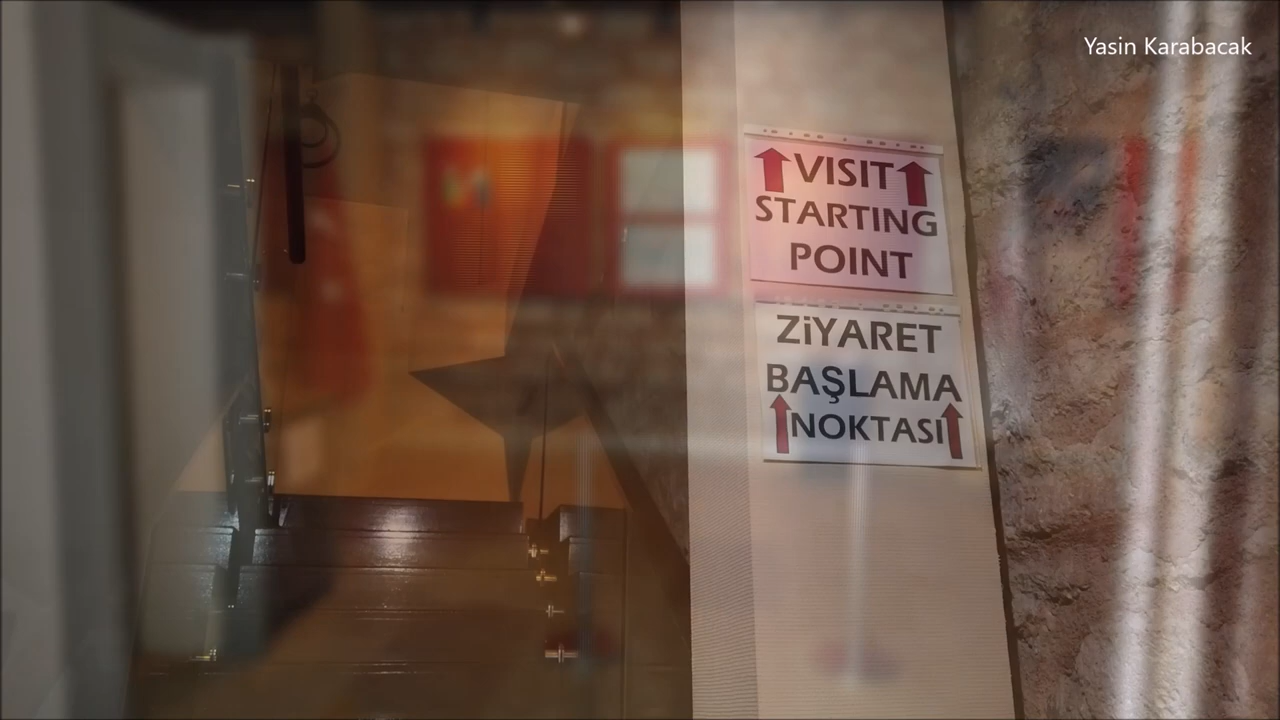 Yasin Karabacak
VISIT
STARTING
POINT
ZiYARET
BAŞLAMA
NOKTASI